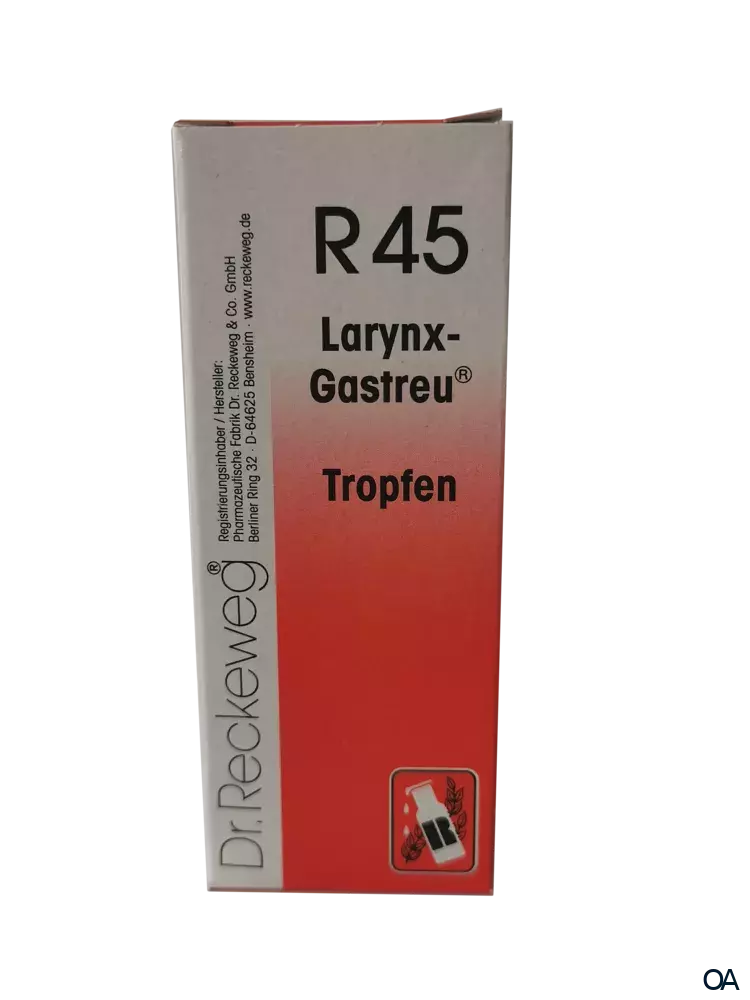 R 45
Larynx-
Gastreu®
Tropfen
Registrierungsinhaber / Hersteller:
Pharmazeutische Fabrik Dr. Reckeweg & Co. GmbH
Berliner Ring 32 · D-64625 Bensheim · www.reckeweg.de
Dr.Reckeweg®
R
OA